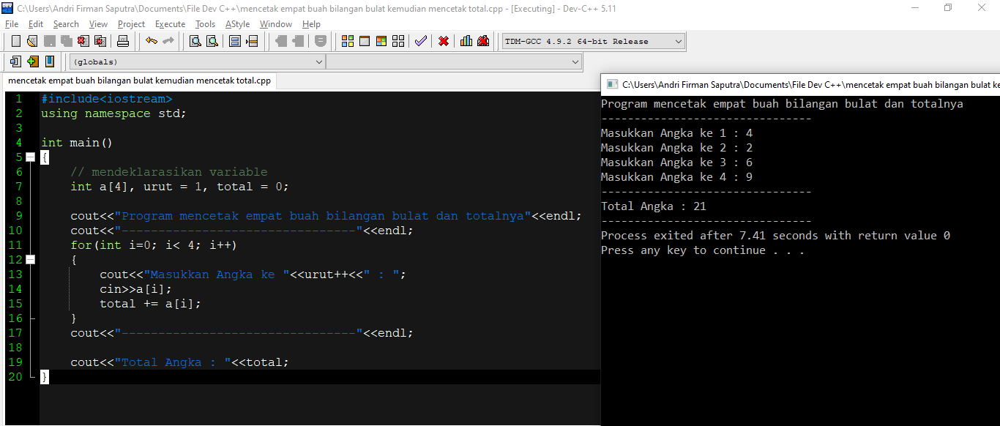 C:\Users\Andri Firman Saputra\Documents\File Dev C++\mencetak empat buah bilangan bulat kemudian mencetak total.cpp - [Executing] - Dev-C++ 5.11
File Edit Search View Project Execute Tools AStyle Window Help
TDM-GCC 4.9.2 64-bit Release
(globals)
mencetak empat buah bilangan bulat kemudian mencetak total.cpp
1 #include<iostream>
2 using namespace std;
3
4 int main()
5 {
6 // mendeklarasikan variable
7 int a[4], urut = 1, total = 0;
8
9 cout<<"Program mencetak empat buah bilangan bulat dan totalnya"<<endl;
10 cout<<"--------------------------------"<<endl;
11 for(int i=0; i< 4; i++)
12 {
13 cout<<"Masukkan Angka ke "<<urut++<<" : ";
14 cin>>a[i];
15 total += a[i];
16 }
17 cout<<"--------------------------------"<<endl;
18
19 cout<<"Total Angka : "<<total;
20 }
C:\Users\Andri Firman Saputra\Documents\File Dev C++\mencetak empat buah bilangan bulat ke
Program mencetak empat buah bilangan bulat dan totalnya
--------------------------------
Masukkan Angka ke 1 : 4
Masukkan Angka ke 2 : 2
Masukkan Angka ke 3 : 6
Masukkan Angka ke 4 : 9
--------------------------------
Total Angka : 21
--------------------------------
Process exited after 7.41 seconds with return value 0
Press any key to continue . . .